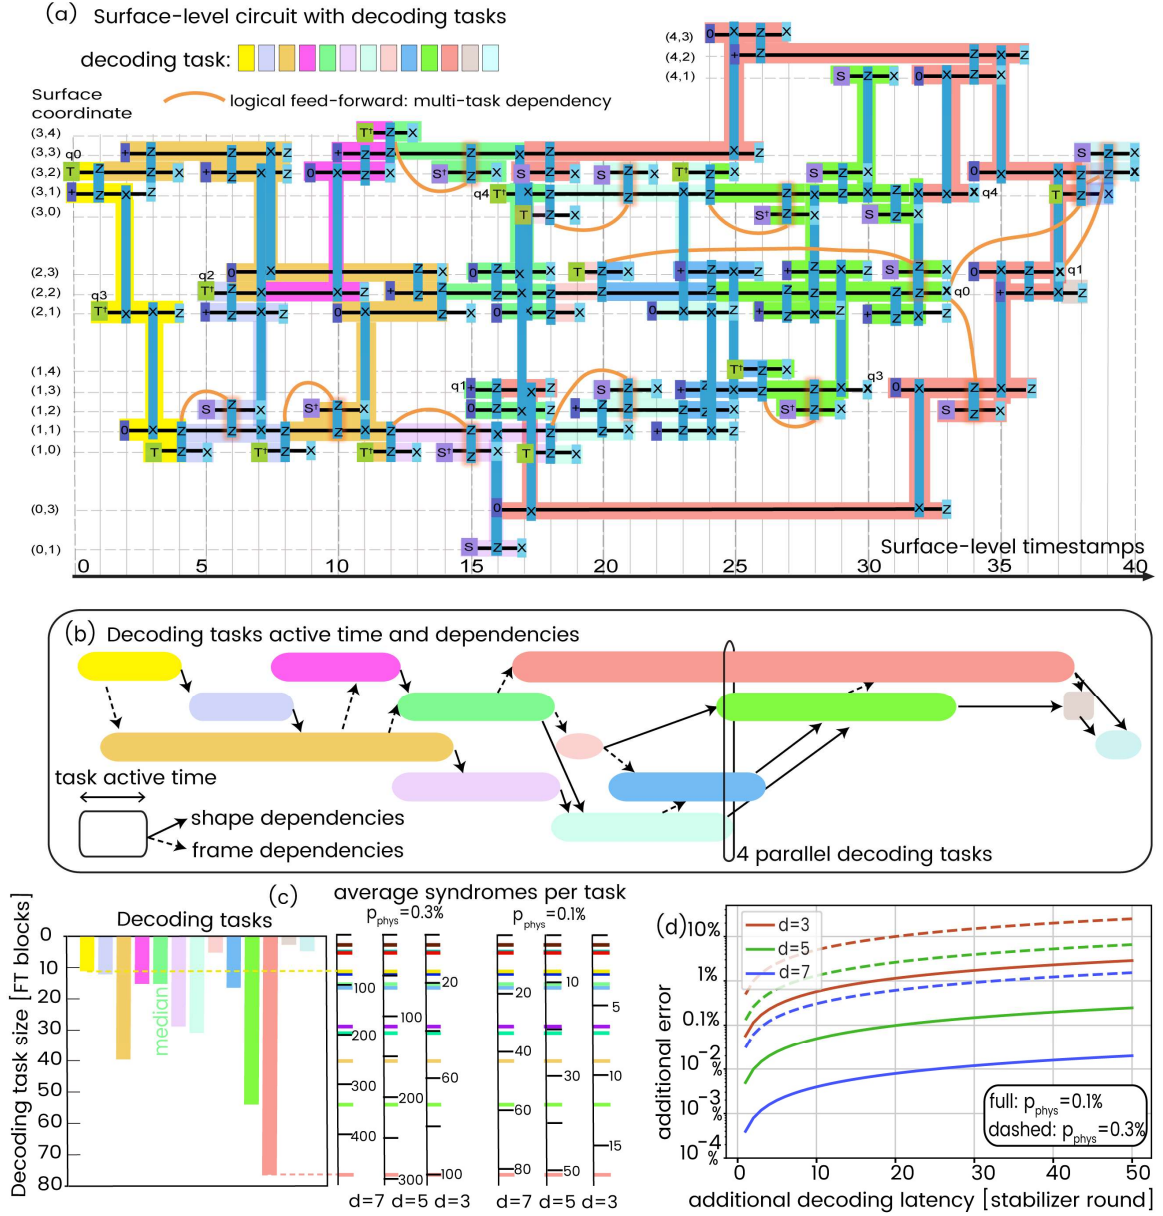 (a) Surface-level circuit with decoding tasks
decoding task:
Surface
coordinate
logical feed-forward: multi-task dependency
(4,3)
(4,2)
(4,1)
(3,4)
(3,3)
(3,2)
(3,1)
(3,0)
(2,3)
(2,2)
(2,1)
(1,4)
(1,3)
(1,2)
(1,1)
(1,0)
(0,3)
(0,1)
q0
q3
q2
q4
q1
q4
q1
q0
q3
Surface-level timestamps
0 5 10 15 20 25 30 35 40
(b) Decoding tasks active time and dependencies
task active time
shape dependencies
frame dependencies
4 parallel decoding tasks
(c) average syndromes per task
Decoding tasks
Decoding task size [FT blocks]
0
10
20
30
40
50
60
70
80
median
p_phys=0.3%
100
200
300
400
100
200
300
20
60
100
d=7 d=5 d=3
p_phys=0.1%
20
40
60
80
10
30
50
5
10
15
d=7 d=5 d=3
(d)
d=3
d=5
d=7
additional error
10%
1%
0.1%
10^-2 %
10^-3 %
10^-4 %
full: p_phys=0.1%
dashed: p_phys=0.3%
0 10 20 30 40 50
additional decoding latency [stabilizer round]